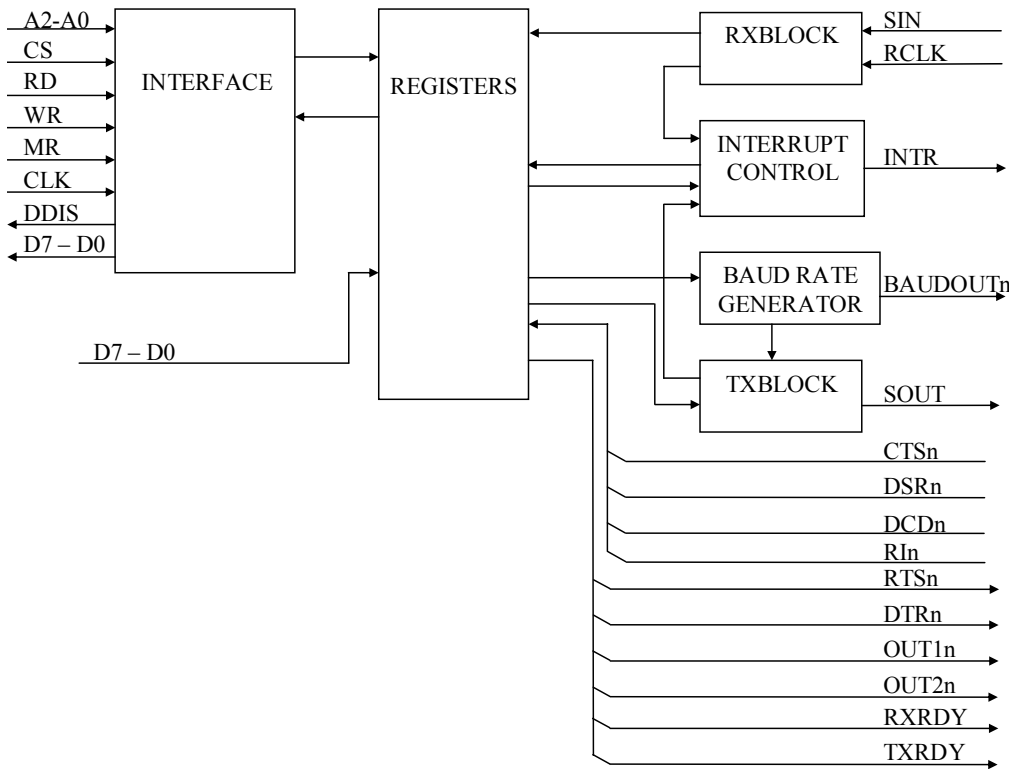 A2-A0
CS
RD
WR
MR
CLK
DDIS
D7 – D0
INTERFACE
D7 – D0
REGISTERS
RXBLOCK
SIN
RCLK
INTERRUPT
CONTROL
INTR
BAUD RATE
GENERATOR
BAUDOUTn
TXBLOCK
SOUT
CTSn
DSRn
DCDn
RIn
RTSn
DTRn
OUT1n
OUT2n
RXRDY
TXRDY